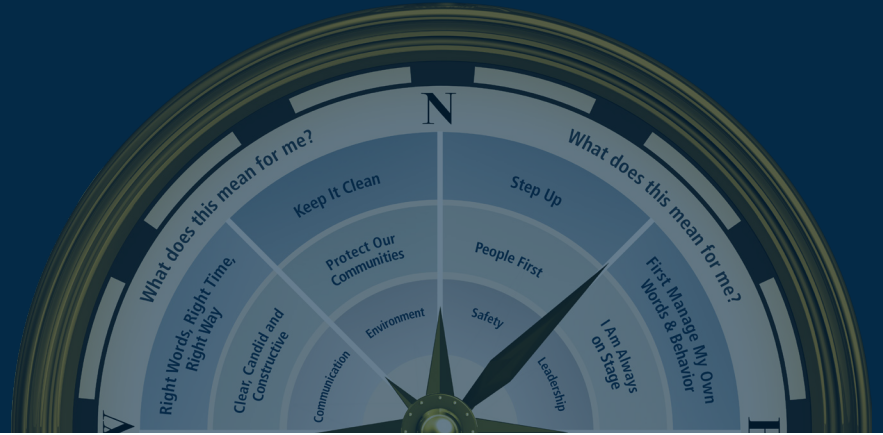 N
What does this mean for me?
What does this mean for me?
Keep It Clean
Step Up
Protect Our
Communities
People First
Environment
Safety
Right Words, Right Time,
Right Way
Clear, Candid and
Constructive
Communication
Leadership
I Am Always
on Stage
First Manage My Own
Words & Behavior
E